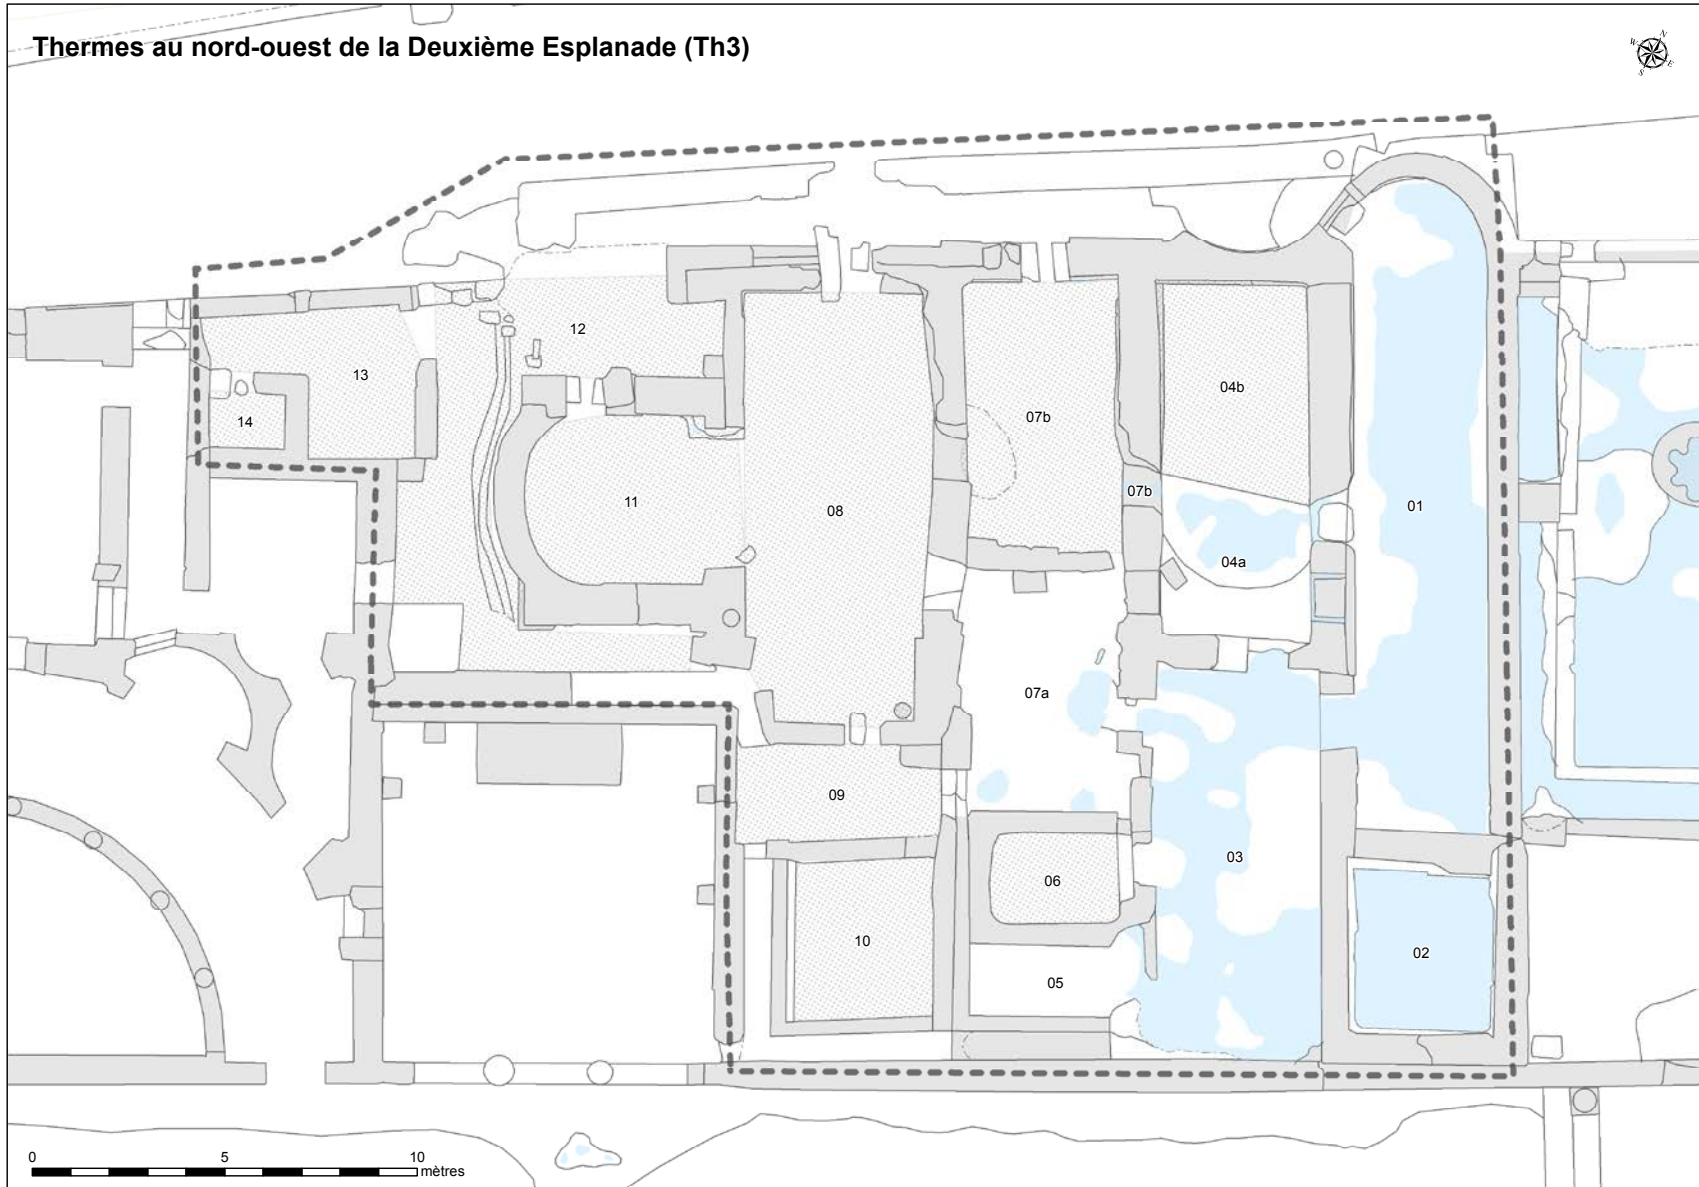 Thermes au nord-ouest de la Deuxième Esplanade (Th3)
N
W
E
S
12
13
04b
14
07b
07b
11
08
01
04a
07a
09
03
06
10
02
05
0 5 10
mètres